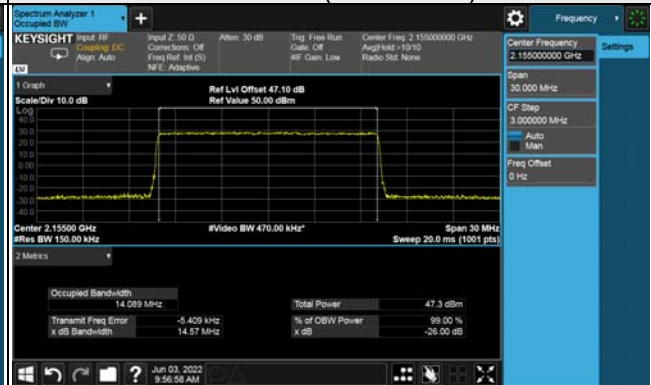 Spectrum Analyzer 1
Occupied BW
+
Frequency
KEYSIGHT
Input: RF
Coupling: DC
Align: Auto
Input Z: 50 Ω
Corrections: Off
Freq Ref: Int (S)
NFE: Adaptive
Atten: 30 dB
Trig: Free Run
Gate: Off
#IF Gain: Low
Center Freq: 2.155000000 GHz
Avg|Hold:>10/10
Radio Std: None
Center Frequency
2.155000000 GHz
Settings
Span
30.000 MHz
CF Step
3.000000 MHz
Auto
Man
Freq Offset
0 Hz
1 Graph
Scale/Div 10.0 dB
Ref Lvl Offset 47.10 dB
Ref Value 50.00 dBm
Log
40.0
30.0
20.0
10.0
0.00
-10.0
-20.0
-30.0
-40.0
Center 2.15500 GHz
#Res BW 150.00 kHz
#Video BW 470.00 kHz*
Span 30 MHz
Sweep 20.0 ms (1001 pts)
2 Metrics
Occupied Bandwidth
14.089 MHz
Total Power 47.3 dBm
Transmit Freq Error -5.409 kHz
% of OBW Power 99.00 %
x dB Bandwidth 14.57 MHz
x dB -26.00 dB
?
Jun 03, 2022
9:56:58 AM